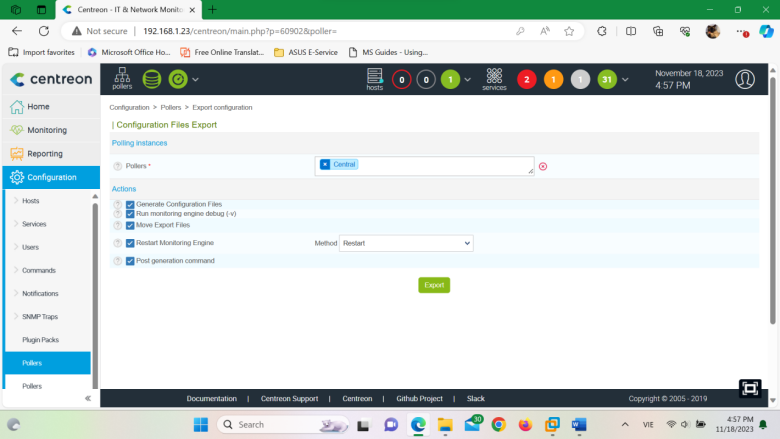 Centreon - IT & Network Monito
Not secure | 192.168.1.23/centreon/main.php?p=60902&poller=
Import favorites
Microsoft Office Ho...
Free Online Translat...
ASUS E-Service
MS Guides - Using...
centreon
pollers
hosts
0
0
1
services
2
1
1
31
November 18, 2023
4:57 PM
Home
Monitoring
Reporting
Configuration
Hosts
Services
Users
Commands
Notifications
SNMP Traps
Plugin Packs
Pollers
Pollers
Configuration > Pollers > Export configuration
| Configuration Files Export
Polling instances
? Pollers *
× Central
Actions
? Generate Configuration Files
? Run monitoring engine debug (-v)
? Move Export Files
? Restart Monitoring Engine
Method Restart
? Post generation command
Export
Documentation | Centreon Support | Centreon | Github Project | Slack
Copyright © 2005 - 2019
Search
30
VIE
4:57 PM
11/18/2023